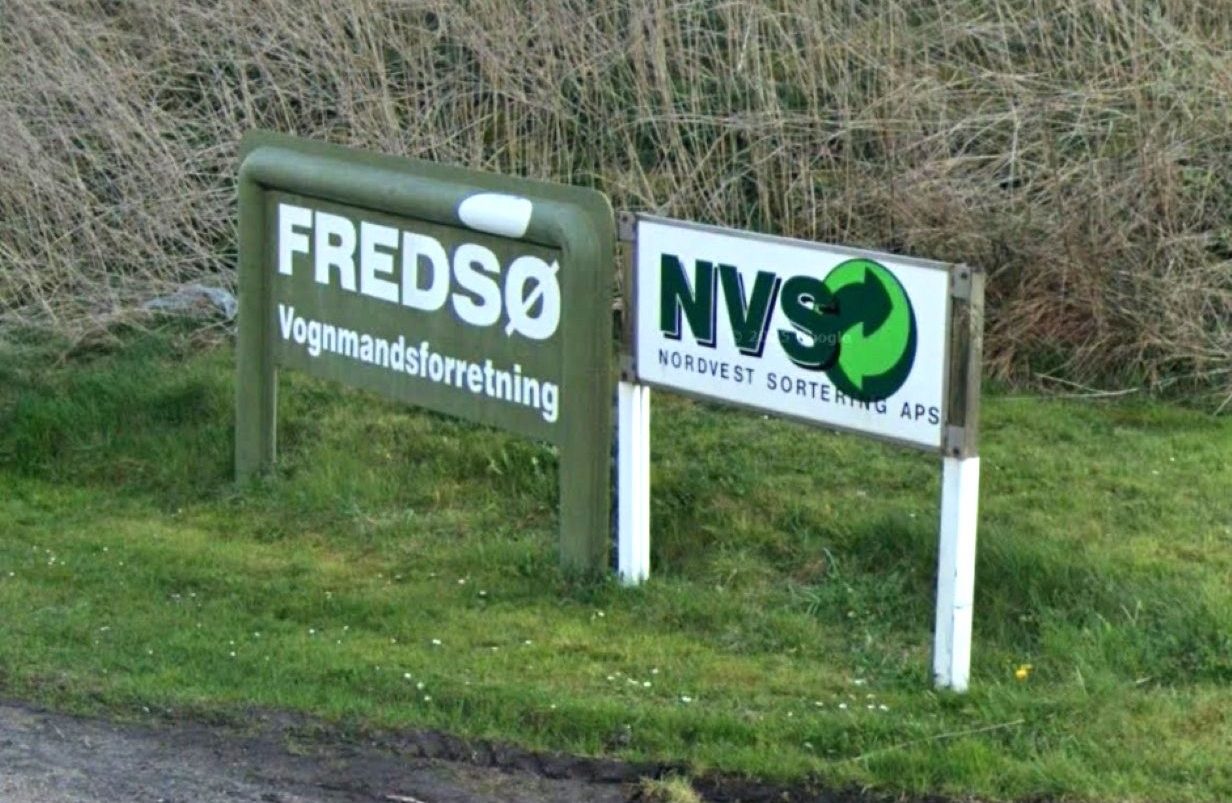 FREDSØ
Vognmandsforretning
NVS
NORDVEST SORTERING APS